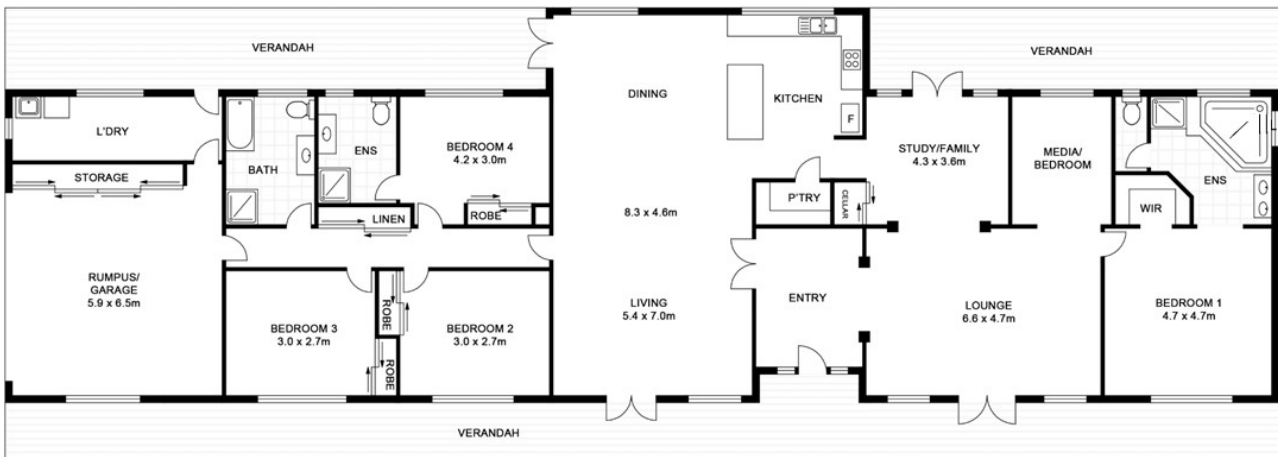 VERANDAH
VERANDAH
DINING
KITCHEN
F
L'DRY
BATH
ENS
BEDROOM 4
4.2 x 3.0m
STUDY/FAMILY
4.3 x 3.6m
MEDIA/
BEDROOM
ENS
STORAGE
LINEN
ROBE
8.3 x 4.6m
P'TRY
CELLAR
WIR
RUMPUS/
GARAGE
5.9 x 6.5m
BEDROOM 3
3.0 x 2.7m
ROBE
ROBE
BEDROOM 2
3.0 x 2.7m
LIVING
5.4 x 7.0m
ENTRY
LOUNGE
6.6 x 4.7m
BEDROOM 1
4.7 x 4.7m
VERANDAH